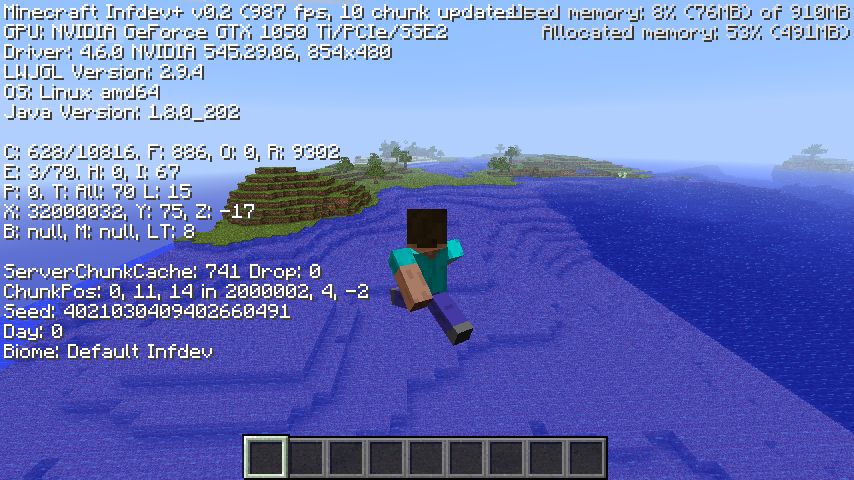 Minecraft Infdev+ v0.2 (987 fps, 10 chunk updates
Used memory: 8% (76MB) of 910MB
GPU: NVIDIA GeForce GTX 1050 Ti/PCIe/SSE2
Allocated memory: 53% (491MB)
Driver: 4.6.0 NVIDIA 545.29.06, 854x480
LWJGL Version: 2.9.4
OS: Linux amd64
Java Version: 1.8.0_202
C: 628/10816, F: 886, O: 0, R: 9302
E: 3/70, H: 0, I: 67
P: 0, T: All: 70 L: 15
X: 32000032, Y: 75, Z: -17
B: null, M: null, LT: 8
ServerChunkCache: 741 Drop: 0
ChunkPos: 0, 11, 14 in 2000002, 4, -2
Seed: 4021030409402660491
Day: 0
Biome: Default Infdev